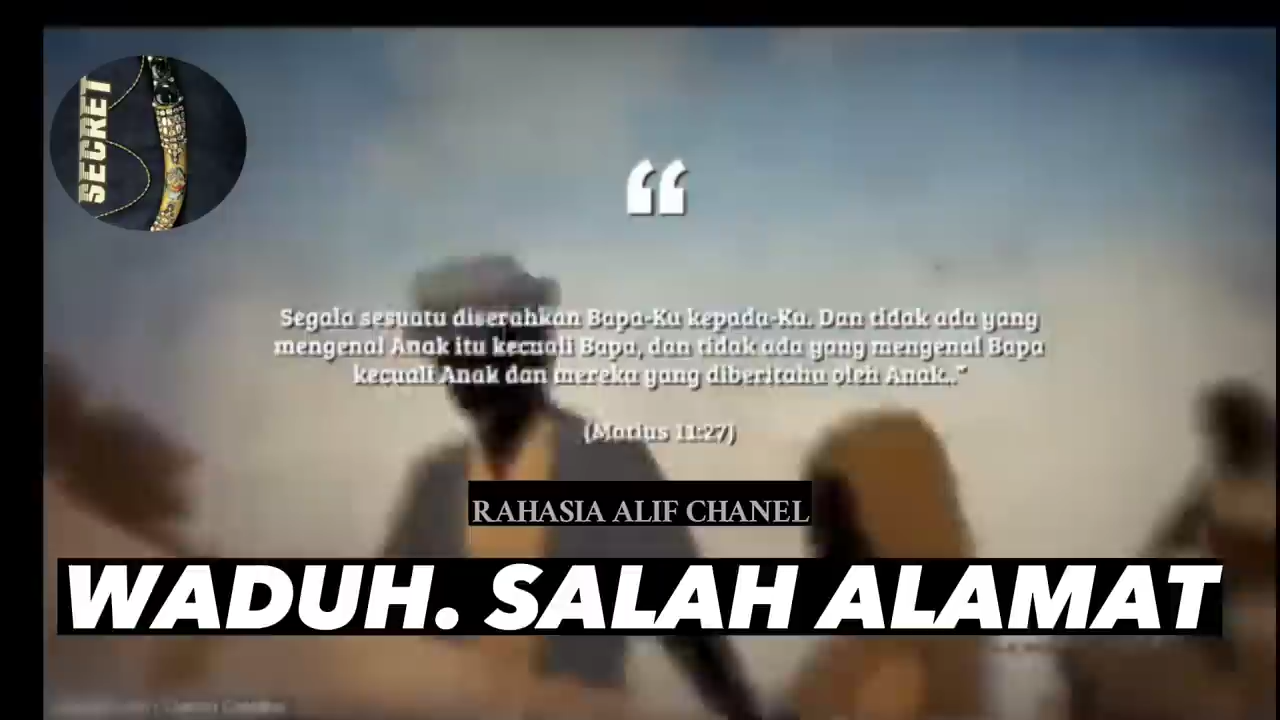 SECRET
“
Segala sesuatu diserahkan Bapa-Ku kepada-Ku. Dan tidak ada yang
mengenal Anak itu kecuali Bapa, dan tidak ada yang mengenal Bapa
kecuali Anak dan mereka yang diberitahu oleh Anak.."
(Matius 11:27)
RAHASIA ALIF CHANEL
WADUH. SALAH ALAMAT